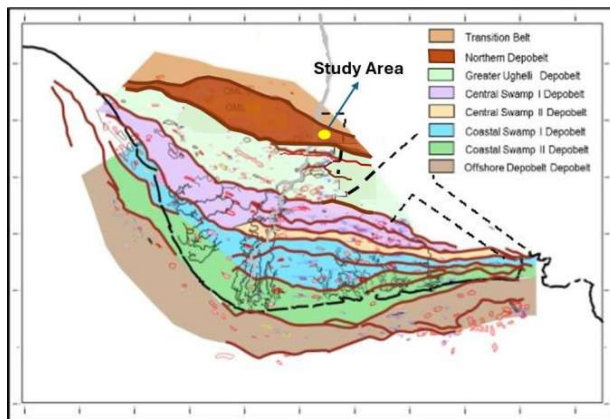 Study Area
Transition Belt
Northern Depobelt
Greater Ughelli Depobelt
Central Swamp I Depobelt
Central Swamp II Depobelt
Coastal Swamp I Depobelt
Coastal Swamp II Depobelt
Offshore Depobelt Depobelt